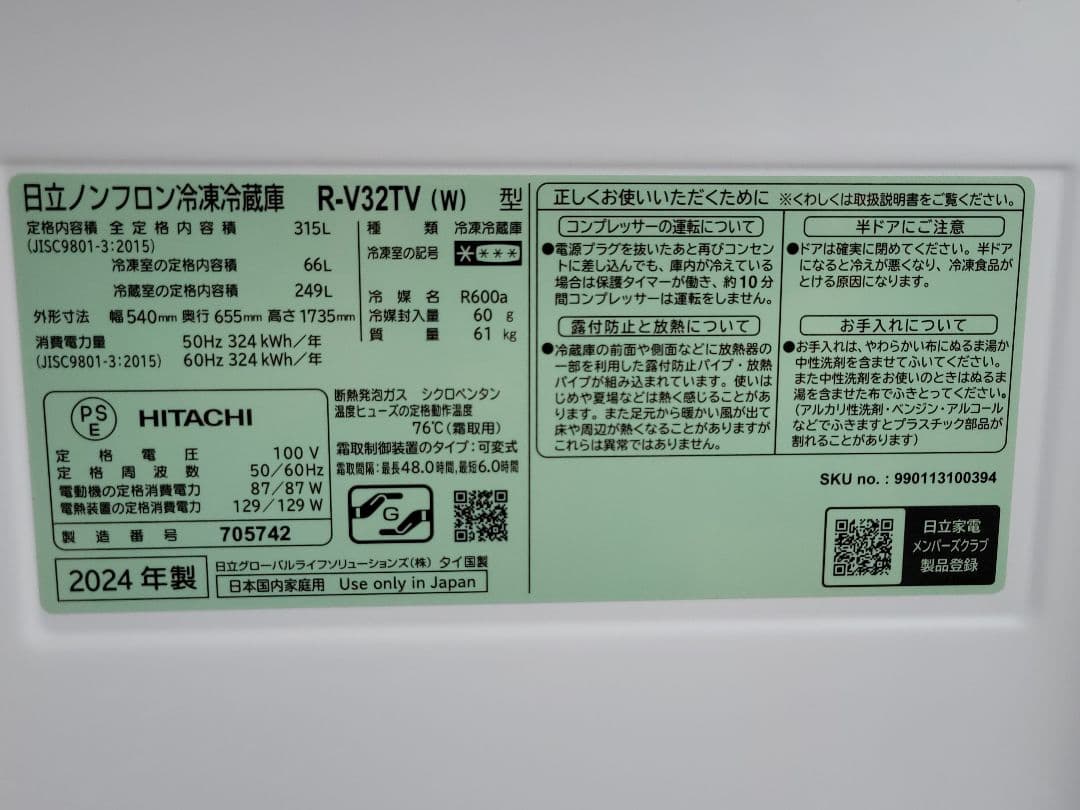 日立ノンフロン冷凍冷蔵庫 R-V32TV (W) 型
定格内容積 全定格内容積 315L
(JISC9801-3:2015)
冷凍室の定格内容積 66L
冷蔵室の定格内容積 249L
外形寸法 幅540mm 奥行655mm 高さ1735mm
消費電力量 50Hz 324kWh/年
(JISC9801-3:2015) 60Hz 324kWh/年
種類 冷凍冷蔵庫
冷凍室の記号 ****
冷媒名 R600a
冷媒封入量 60 g
質量 61 kg
PS
E
HITACHI
定格電圧 100V
定格周波数 50/60Hz
電動機の定格消費電力 87/87W
電熱装置の定格消費電力 129/129W
製造番号 705742
断熱発泡ガス シクロペンタン
温度ヒューズの定格動作温度
76℃(霜取用)
霜取制御装置のタイプ:可変式
霜取間隔:最長48.0時間,最短6.0時間
G
2024年製
日立グローバルライフソリューションズ(株) タイ国製
日本国内家庭用 Use only in Japan
正しくお使いいただくために ※くわしくは取扱説明書をご覧ください。
コンプレッサーの運転について
●電源プラグを抜いたあと再びコンセン
トに差し込んでも、庫内が冷えている
場合は保護タイマーが働き、約10分
間コンプレッサーは運転をしません。
露付防止と放熱について
●冷蔵庫の前面や側面などに放熱器の
一部を利用した露付防止パイプ・放熱
パイプが組み込まれています。使いは
じめや夏場などは熱く感じることがあ
ります。また足元から暖かい風が出て
床や周辺が熱くなることがありますが
これらは異常ではありません。
半ドアにご注意
●ドアは確実に閉めてください。半ドア
になると冷えが悪くなり、冷凍食品が
とける原因になります。
お手入れについて
●お手入れは、やわらかい布にぬるま湯か
中性洗剤を含ませてふいてください。
また中性洗剤をお使いのときはぬるま
湯を含ませた布でふきとってください。
(アルカリ性洗剤・ベンジン・アルコール
などでふきますとプラスチック部品が
割れることがあります)
SKU no. : 990113100394
日立家電
メンバーズクラブ
製品登録